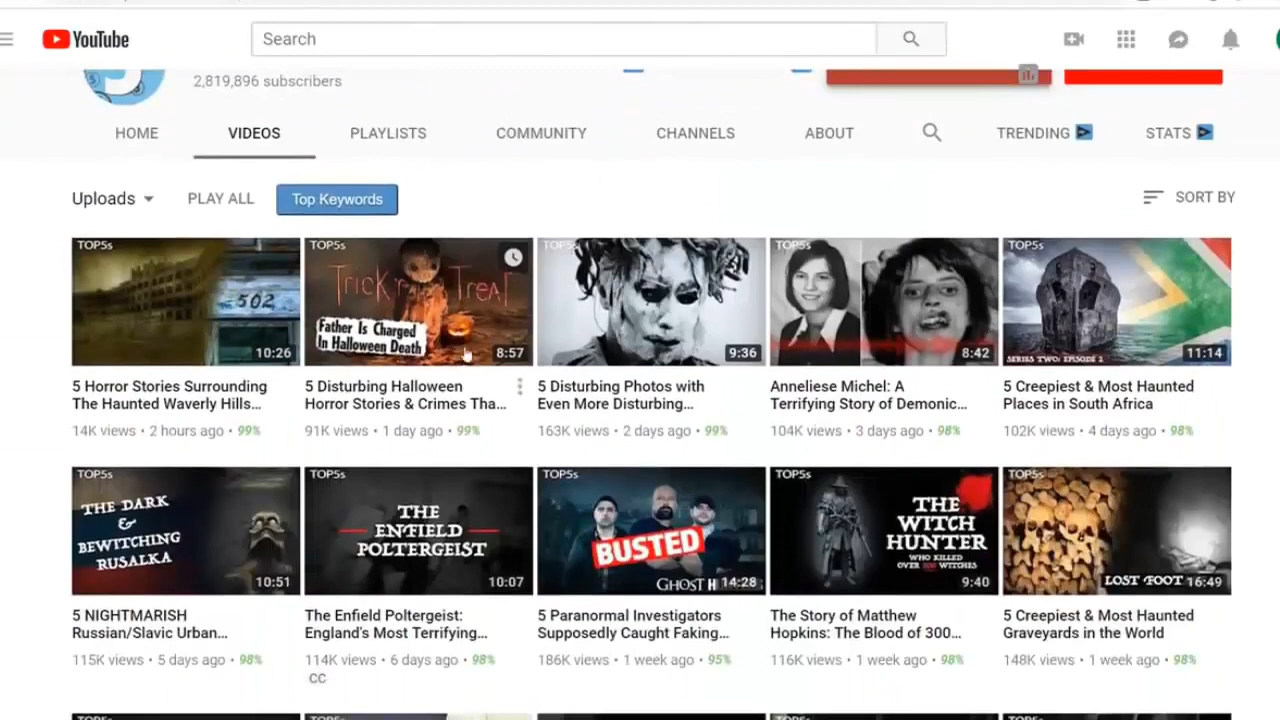 YouTube
Search
2,819,896 subscribers
HOME
VIDEOS
PLAYLISTS
COMMUNITY
CHANNELS
ABOUT
TRENDING
STATS
Uploads
PLAY ALL
Top Keywords
SORT BY
TOP5s
502
10:26
TOP5s
Trick r Treat
Father Is Charged
In Halloween Death
8:57
TOP5s
9:36
TOP5s
8:42
TOP5s
SERIES TWO: EPISODE 2
11:14
5 Horror Stories Surrounding
The Haunted Waverly Hills...
14K views • 2 hours ago • 99%
5 Disturbing Halloween
Horror Stories & Crimes Tha...
91K views • 1 day ago • 99%
5 Disturbing Photos with
Even More Disturbing...
163K views • 2 days ago • 99%
Anneliese Michel: A
Terrifying Story of Demonic...
104K views • 3 days ago • 98%
5 Creepiest & Most Haunted
Places in South Africa
102K views • 4 days ago • 98%
TOP5s
THE DARK
&
BEWITCHING
RUSALKA
10:51
TOP5s
THE
ENFIELD
POLTERGEIST
10:07
TOP5s
BUSTED
GHOST H
14:28
TOP5s
THE
WITCH
HUNTER
WHO KILLED
OVER 300 WITCHES
9:40
TOP5s
LOST FOOT
16:49
5 NIGHTMARISH
Russian/Slavic Urban...
115K views • 5 days ago • 98%
The Enfield Poltergeist:
England's Most Terrifying...
114K views • 6 days ago • 98%
CC
5 Paranormal Investigators
Supposedly Caught Faking...
186K views • 1 week ago • 95%
The Story of Matthew
Hopkins: The Blood of 300...
116K views • 1 week ago • 98%
5 Creepiest & Most Haunted
Graveyards in the World
148K views • 1 week ago • 98%